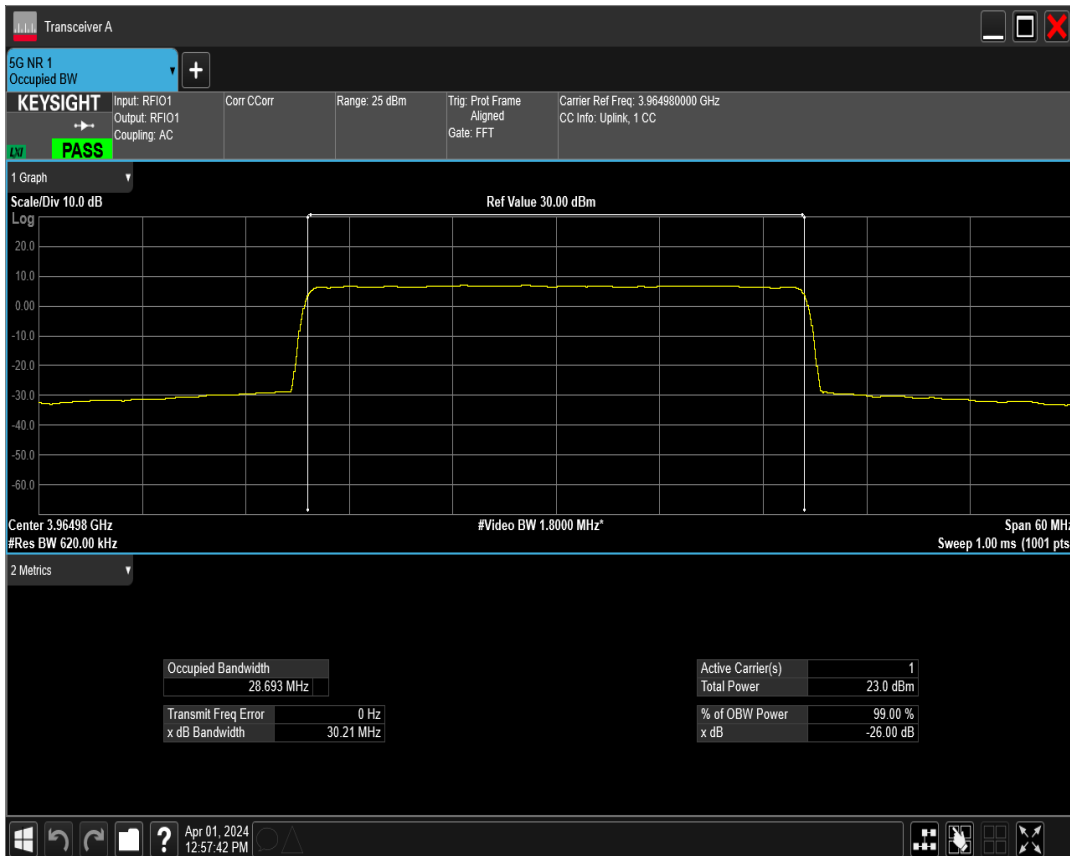 Transceiver A
5G NR 1
Occupied BW
KEYSIGHT
LXI
PASS
Input: RFIO1
Output: RFIO1
Coupling: AC
Corr CCorr
Range: 25 dBm
Trig: Prot Frame
Aligned
Gate: FFT
Carrier Ref Freq: 3.964980000 GHz
CC Info: Uplink, 1 CC
1 Graph
Scale/Div 10.0 dB
Ref Value 30.00 dBm
Log
20.0
10.0
0.00
-10.0
-20.0
-30.0
-40.0
-50.0
-60.0
Center 3.96498 GHz
#Video BW 1.8000 MHz*
Span 60 MHz
#Res BW 620.00 kHz
Sweep 1.00 ms (1001 pts
2 Metrics
Occupied Bandwidth
28.693 MHz
Transmit Freq Error 0 Hz
x dB Bandwidth 30.21 MHz
Active Carrier(s) 1
Total Power 23.0 dBm
% of OBW Power 99.00 %
x dB -26.00 dB
?
Apr 01, 2024
12:57:42 PM